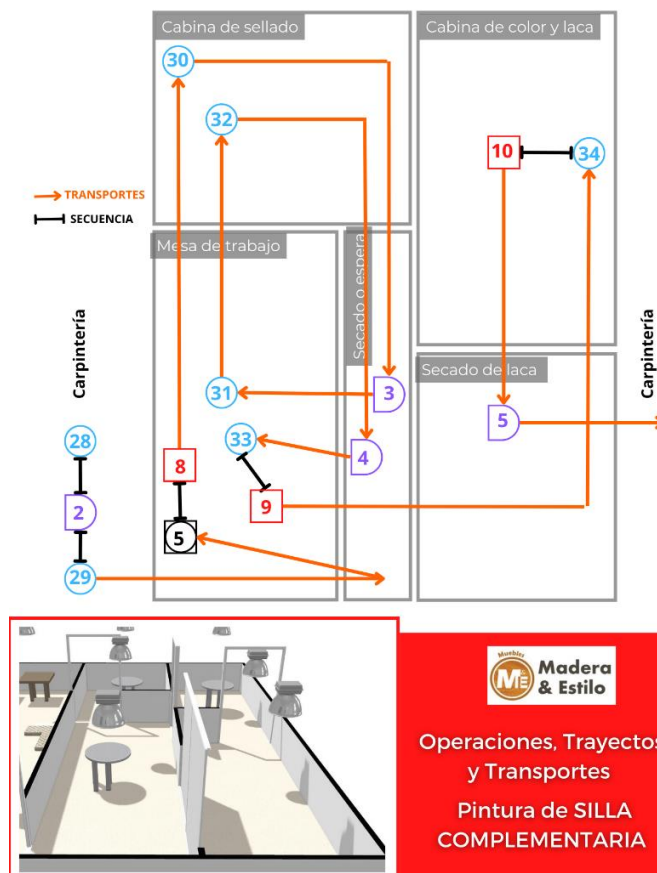 Cabina de sellado
Cabina de color y laca
30
32
10
34
TRANSPORTES
SECUENCIA
Mesa de trabajo
Secado o espera
Carpintería
Carpintería
Secado de laca
31
3
5
28
33
4
8
9
2
5
29
Muebles
M&E
Madera
& Estilo
Operaciones, Trayectos
y Transportes
Pintura de SILLA
COMPLEMENTARIA